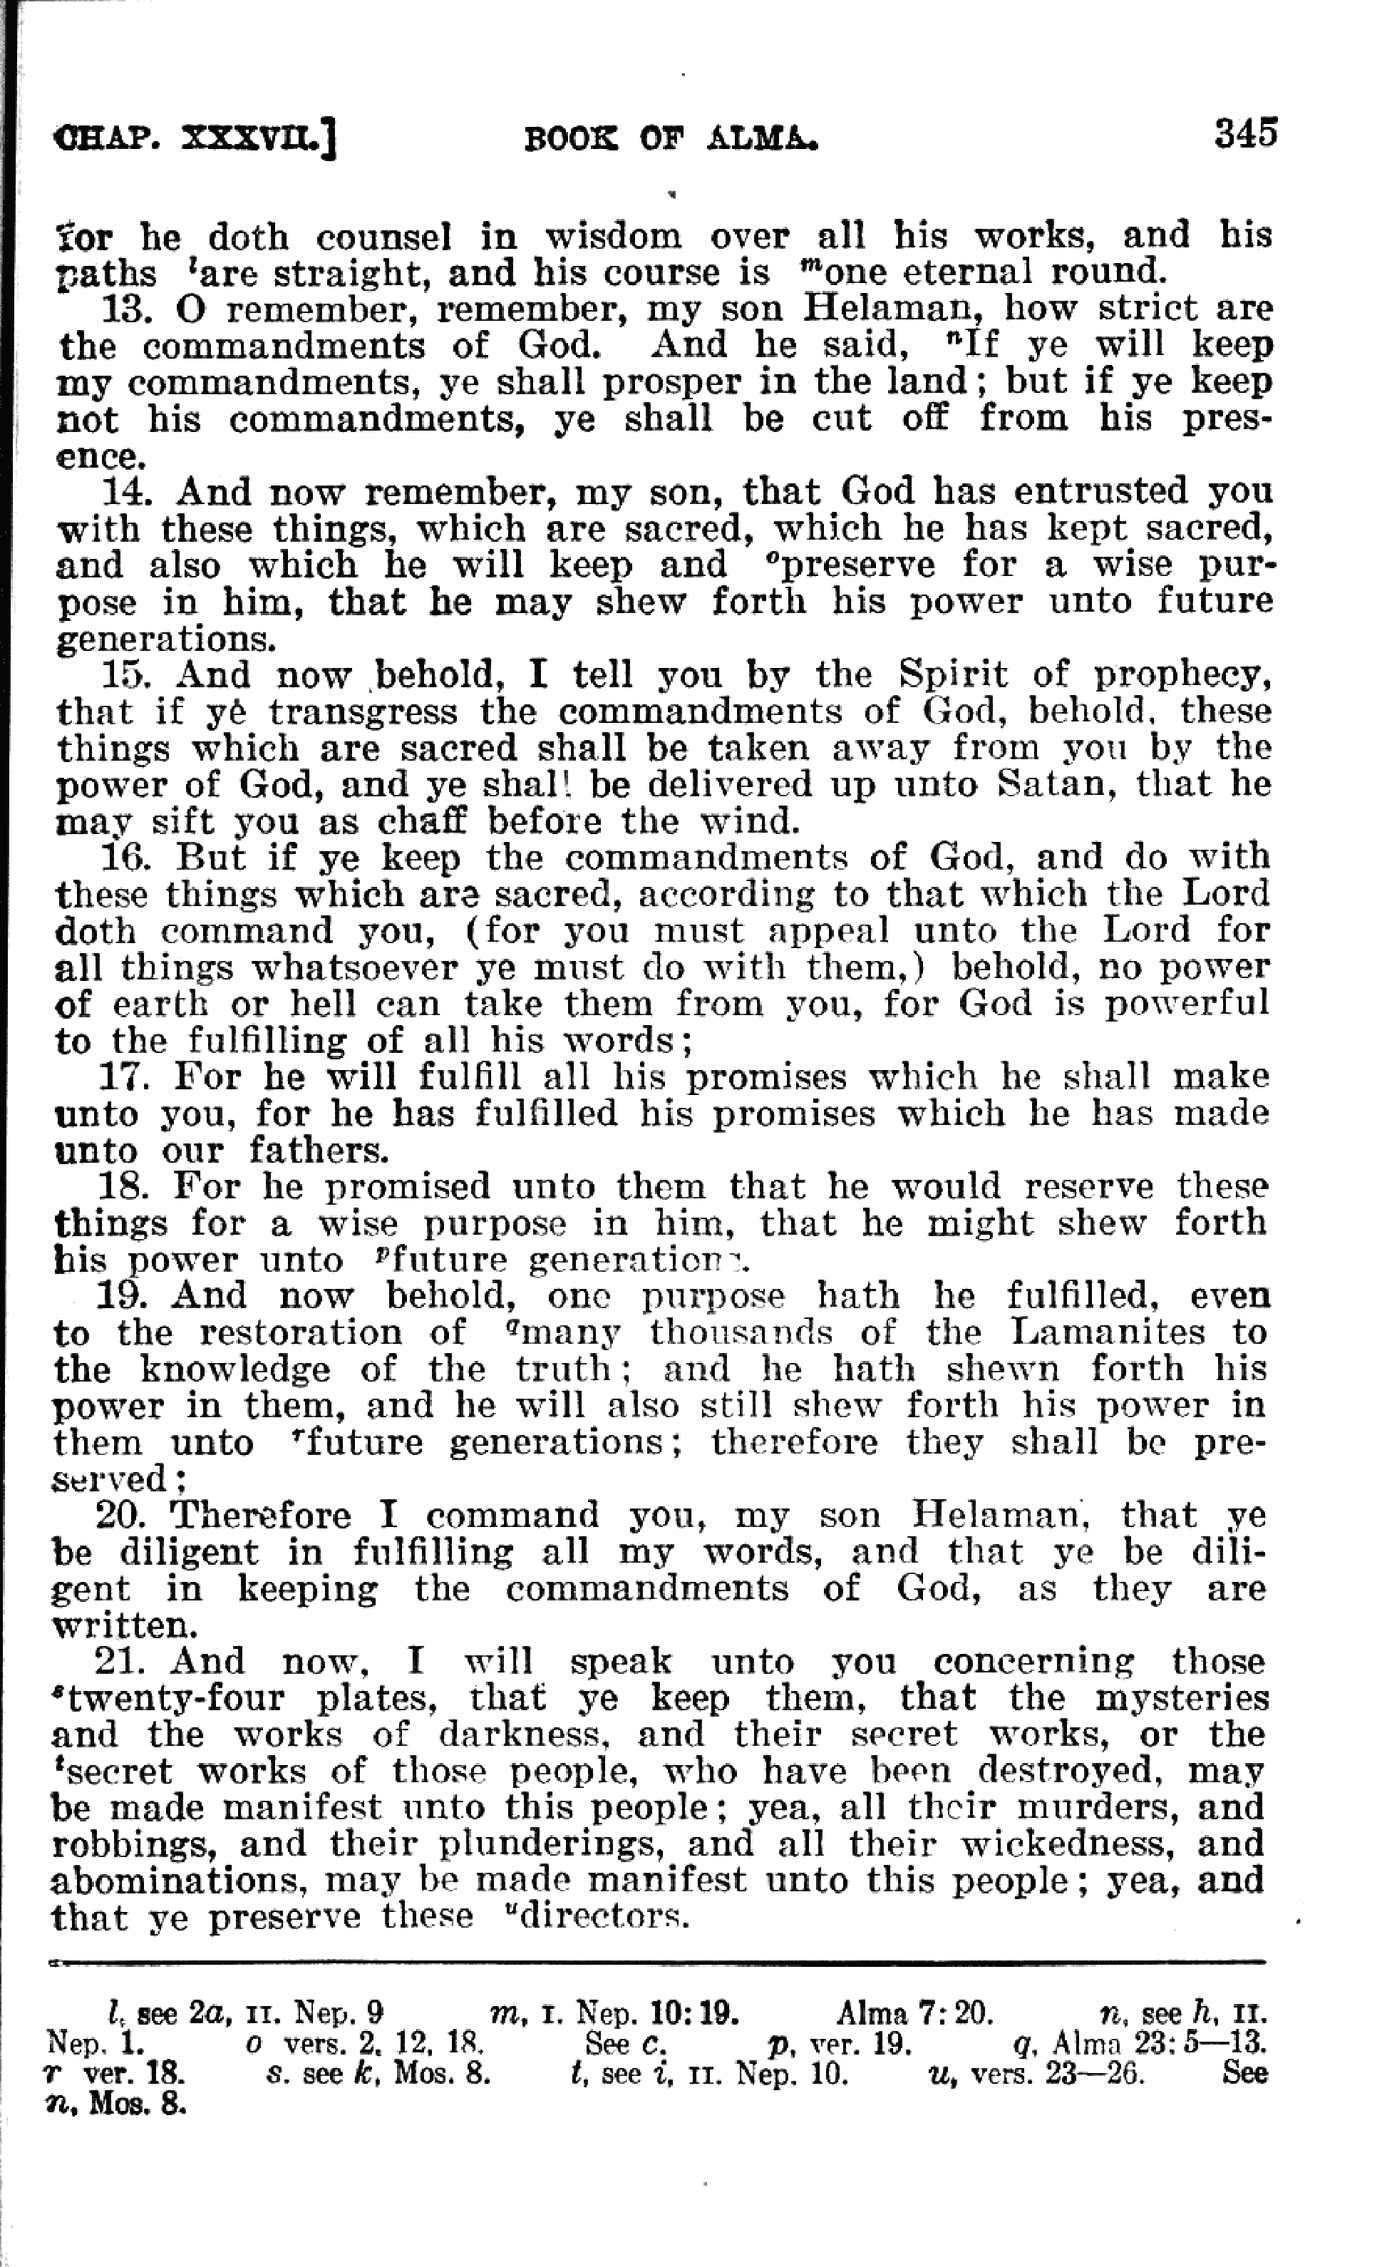 CHAP. XXXVII.] BOOK OF ALMA. 345
for he doth counsel in wisdom over all his works, and his
paths lare straight, and his course is mone eternal round.
13. O remember, remember, my son Helaman, how strict are
the commandments of God. And he said, nIf ye will keep
my commandments, ye shall prosper in the land; but if ye keep
not his commandments, ye shall be cut off from his pres-
ence.
14. And now remember, my son, that God has entrusted you
with these things, which are sacred, which he has kept sacred,
and also which he will keep and opreserve for a wise pur-
pose in him, that he may shew forth his power unto future
generations.
15. And now behold, I tell you by the Spirit of prophecy,
that if ye transgress the commandments of God, behold, these
things which are sacred shall be taken away from you by the
power of God, and ye shall be delivered up unto Satan, that he
may sift you as chaff before the wind.
16. But if ye keep the commandments of God, and do with
these things which are sacred, according to that which the Lord
doth command you, (for you must appeal unto the Lord for
all things whatsoever ye must do with them,) behold, no power
of earth or hell can take them from you, for God is powerful
to the fulfilling of all his words;
17. For he will fulfill all his promises which he shall make
unto you, for he has fulfilled his promises which he has made
unto our fathers.
18. For he promised unto them that he would reserve these
things for a wise purpose in him, that he might shew forth
his power unto pfuture generations.
19. And now behold, one purpose hath he fulfilled, even
to the restoration of qmany thousands of the Lamanites to
the knowledge of the truth; and he hath shewn forth his
power in them, and he will also still shew forth his power in
them unto rfuture generations; therefore they shall be pre-
served;
20. Therefore I command you, my son Helaman, that ye
be diligent in fulfilling all my words, and that ye be dili-
gent in keeping the commandments of God, as they are
written.
21. And now, I will speak unto you concerning those
stwenty-four plates, that ye keep them, that the mysteries
and the works of darkness, and their secret works, or the
tsecret works of those people, who have been destroyed, may
be made manifest unto this people; yea, all their murders, and
robbings, and their plunderings, and all their wickedness, and
abominations, may be made manifest unto this people; yea, and
that ye preserve these udirectors.
l, see 2a, II. Nep. 9 m, I. Nep. 10:19. Alma 7:20. n, see h, II.
Nep. 1. o vers. 2, 12, 18. See c. p, ver. 19. q, Alma 23:5—13.
r ver. 18. s. see k, Mos. 8. t, see i, II. Nep. 10. u, vers. 23—26. See
n, Mos. 8.